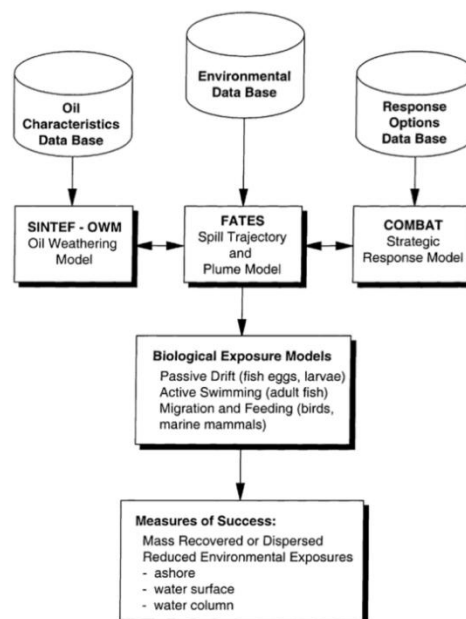 Oil
Characteristics
Data Base
Environmental
Data Base
Response
Options
Data Base
SINTEF - OWM
Oil Weathering
Model
FATES
Spill Trajectory
and
Plume Model
COMBAT
Strategic
Response Model
Biological Exposure Models
Passive Drift (fish eggs, larvae)
Active Swimming (adult fish)
Migration and Feeding (birds,
marine mammals)
Measures of Success:
Mass Recovered or Dispersed
Reduced Environmental Exposures
- ashore
- water surface
- water column